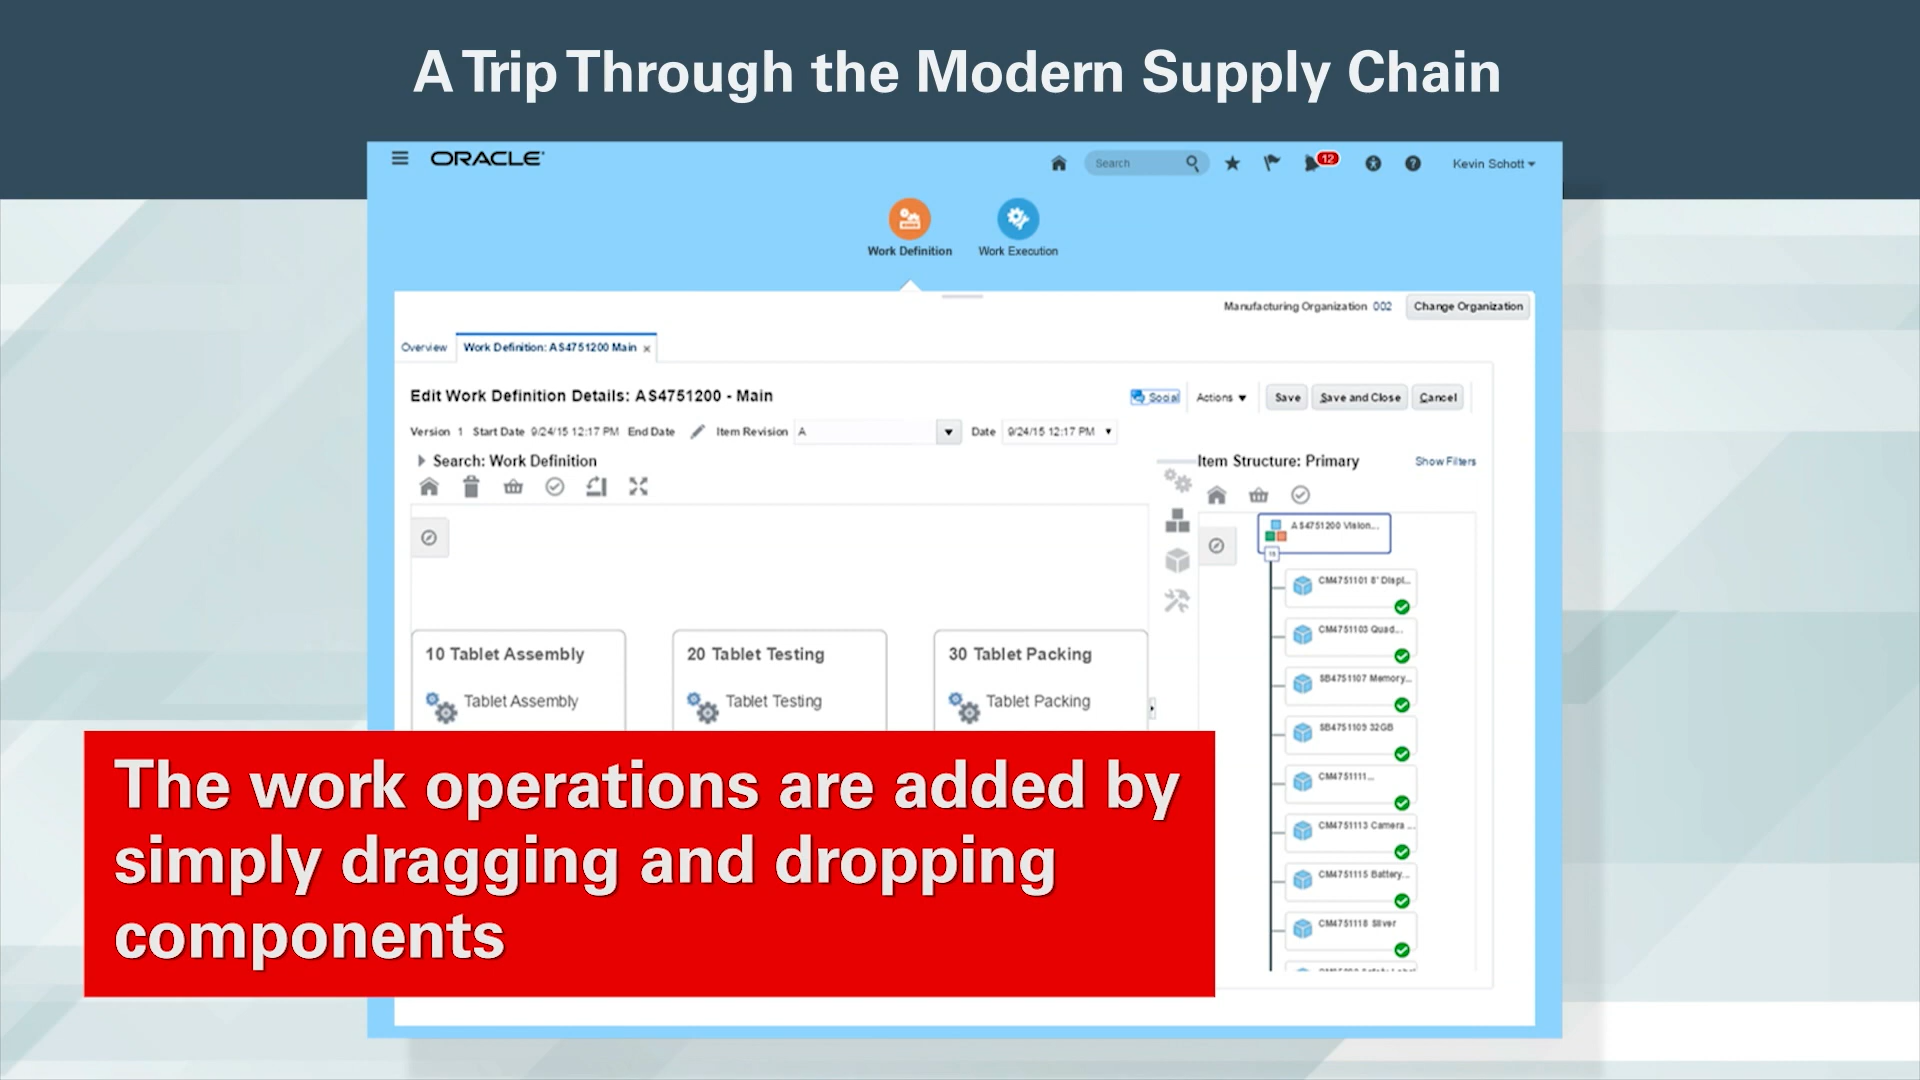 A Trip Through the Modern Supply Chain
ORACLE
Search
12
Kevin Schott
Work Definition
Work Execution
Manufacturing Organization 002
Change Organization
Overview
Work Definition: AS4751200 Main x
Edit Work Definition Details: AS4751200 - Main
Social
Actions
Save
Save and Close
Cancel
Version 1 Start Date 9/24/15 12:17 PM End Date Item Revision A Date 9/24/15 12:17 PM
Search: Work Definition
Item Structure: Primary
Show Filters
AS4751200 Vision...
CM4751101 8' Displ...
CM4751103 Quad...
SB4751107 Memory...
SB4751109 32GB
CM4751111...
CM4751113 Camera ...
CM4751115 Battery...
CM4751118 Silver
10 Tablet Assembly
Tablet Assembly
20 Tablet Testing
Tablet Testing
30 Tablet Packing
Tablet Packing
The work operations are added by
simply dragging and dropping
components